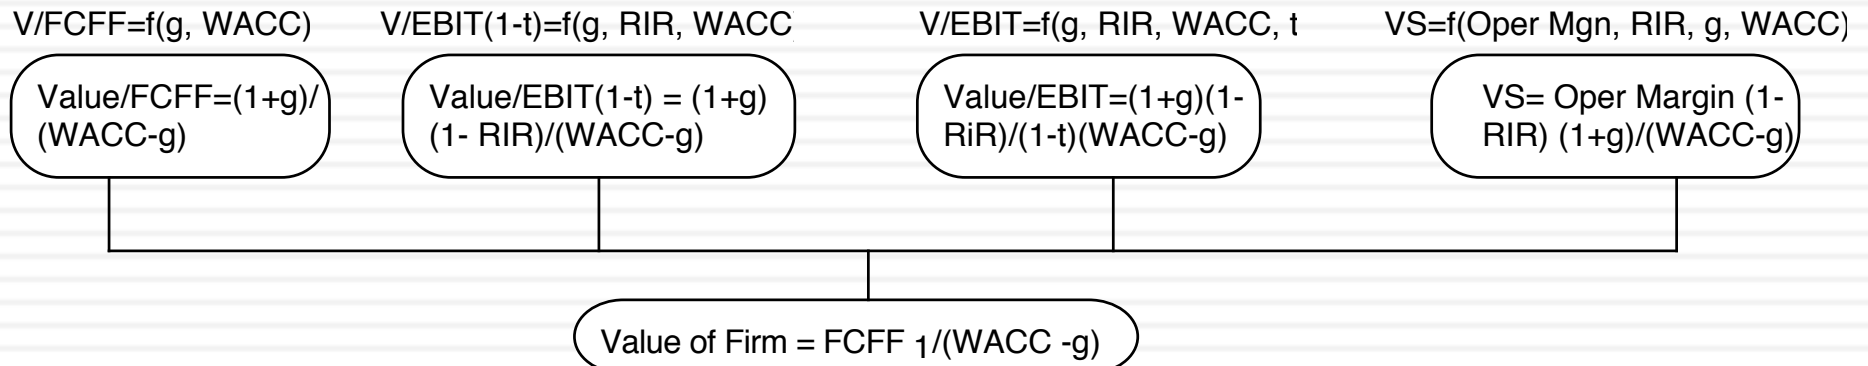 V/FCFF=f(g, WACC)
V/EBIT(1-t)=f(g, RIR, WACC
V/EBIT=f(g, RIR, WACC, t
VS=f(Oper Mgn, RIR, g, WACC)
Value/FCFF=(1+g)/
(WACC-g)
Value/EBIT(1-t) = (1+g)
(1- RIR)/(WACC-g)
Value/EBIT=(1+g)(1-
RiR)/(1-t)(WACC-g)
VS= Oper Margin (1-
RIR) (1+g)/(WACC-g)
Value of Firm = FCFF 1/(WACC -g)